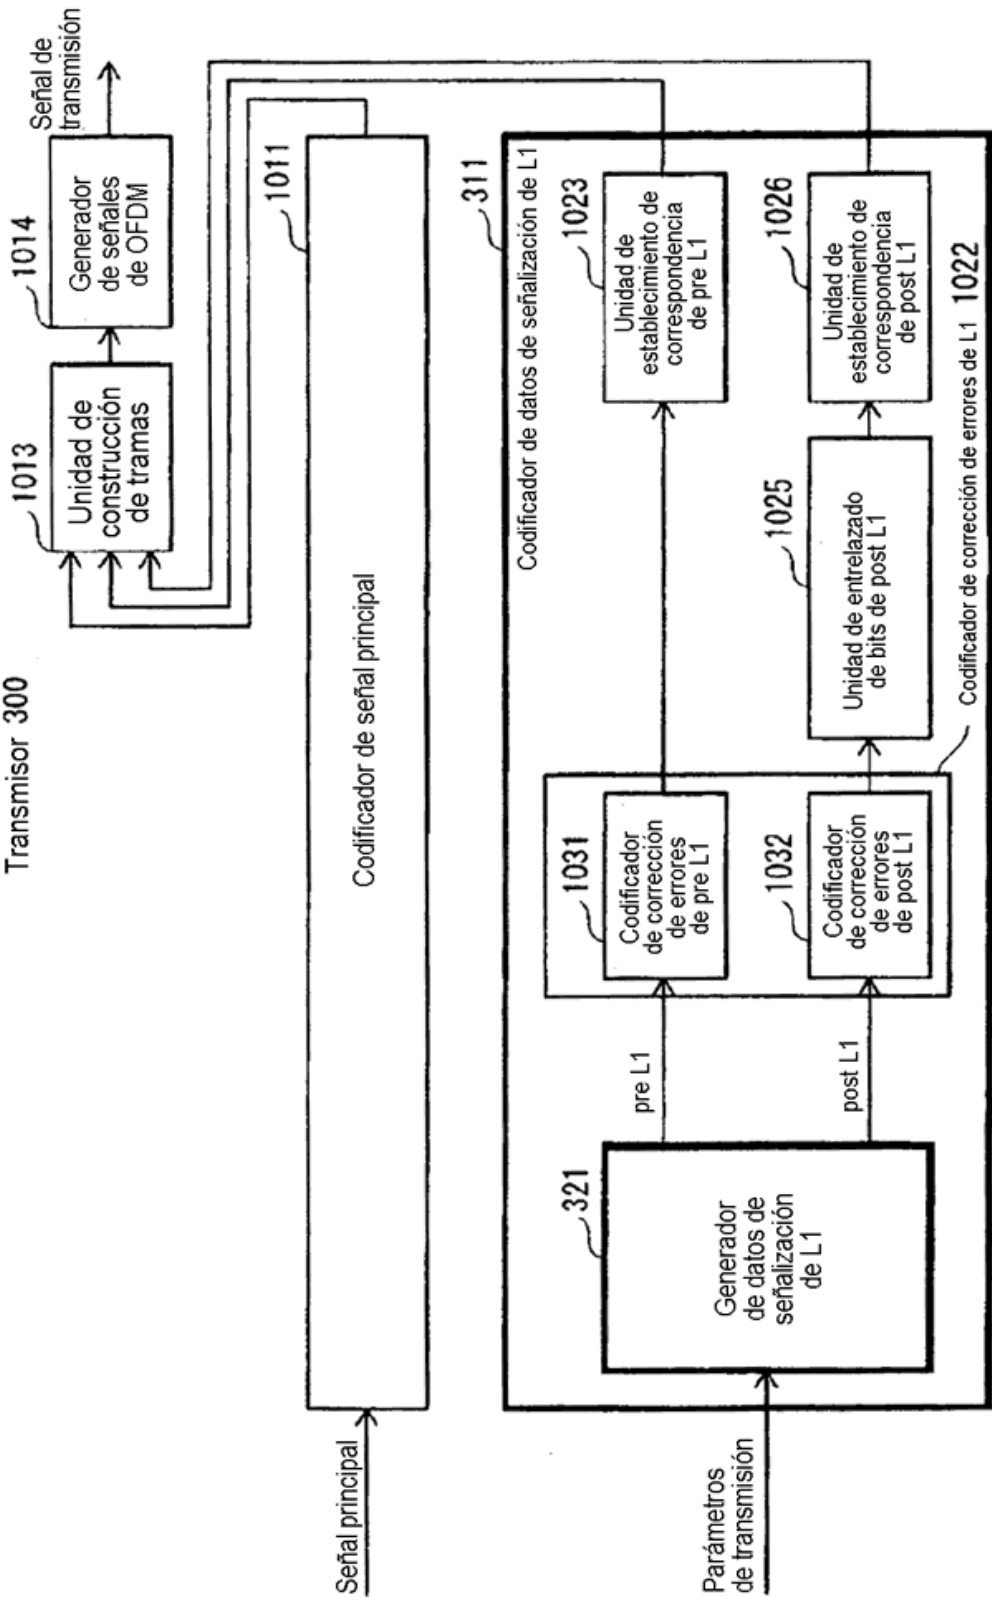 Transmisor 300
Señal principal
Codificador de señal principal
1011
1013
Unidad de
construcción
de tramas
1014
Generador
de señales
de OFDM
Señal de
transmisión
Parámetros
de transmisión
311
Codificador de datos de señalización de L1
321
Generador
de datos de
señalización
de L1
pre L1
post L1
1031
Codificador
de corrección
de errores
de pre L1
1032
Codificador
de corrección
de errores
de post L1
1025
Unidad de entrelazado
de bits de post L1
1023
Unidad de
establecimiento de
correspondencia
de pre L1
1026
Unidad de
establecimiento de
correspondencia
de post L1
Codificador de corrección de errores de L1 1022